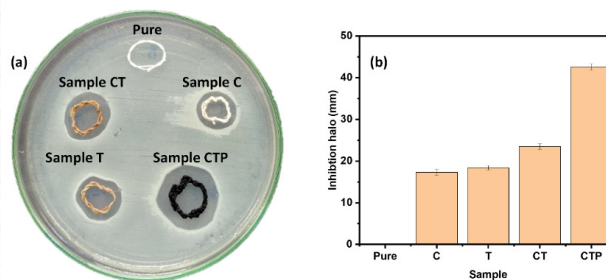 (a)
Pure
Sample CT
Sample C
Sample T
Sample CTP
(b)
Inhibtion halo (mm)
50
40
30
20
10
0
Pure C T CT CTP
Sample